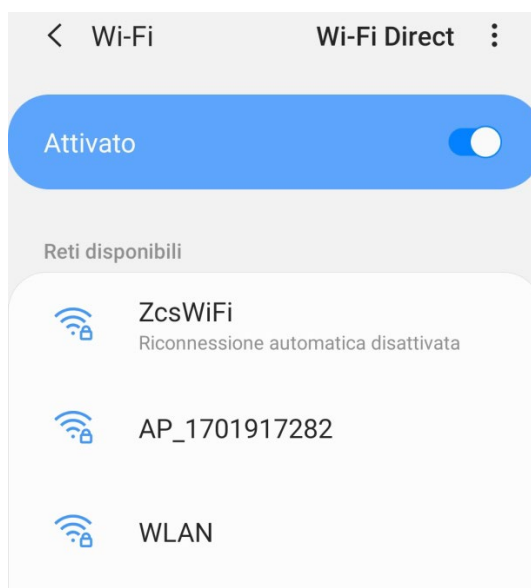 Wi-Fi Wi-Fi Direct
Attivato
Reti disponibili
ZcsWiFi
Riconnessione automatica disattivata
AP_1701917282
WLAN